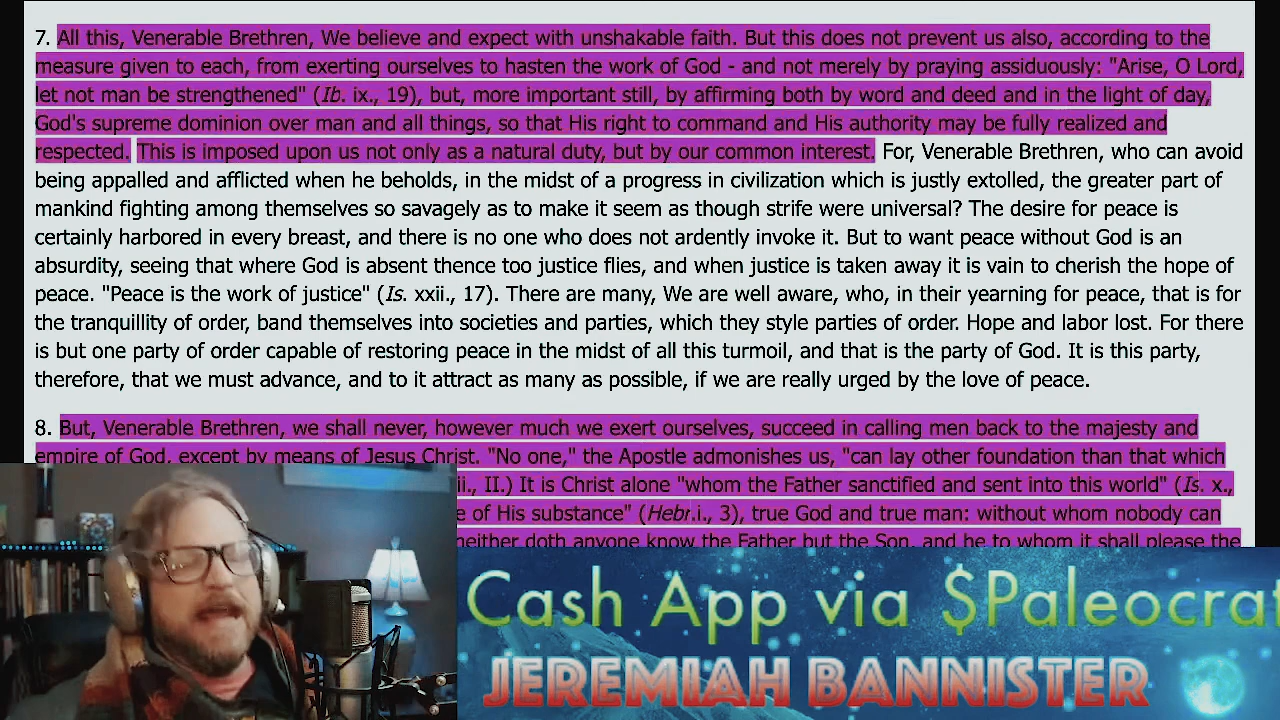 7. All this, Venerable Brethren, We believe and expect with unshakable faith. But this does not prevent us also, according to the
measure given to each, from exerting ourselves to hasten the work of God - and not merely by praying assiduously: "Arise, O Lord,
let not man be strengthened" (Ib. ix., 19), but, more important still, by affirming both by word and deed and in the light of day,
God's supreme dominion over man and all things, so that His right to command and His authority may be fully realized and
respected. This is imposed upon us not only as a natural duty, but by our common interest. For, Venerable Brethren, who can avoid
being appalled and afflicted when he beholds, in the midst of a progress in civilization which is justly extolled, the greater part of
mankind fighting among themselves so savagely as to make it seem as though strife were universal? The desire for peace is
certainly harbored in every breast, and there is no one who does not ardently invoke it. But to want peace without God is an
absurdity, seeing that where God is absent thence too justice flies, and when justice is taken away it is vain to cherish the hope of
peace. "Peace is the work of justice" (Is. xxii., 17). There are many, We are well aware, who, in their yearning for peace, that is for
the tranquillity of order, band themselves into societies and parties, which they style parties of order. Hope and labor lost. For there
is but one party of order capable of restoring peace in the midst of all this turmoil, and that is the party of God. It is this party,
therefore, that we must advance, and to it attract as many as possible, if we are really urged by the love of peace.
8. But, Venerable Brethren, we shall never, however much we exert ourselves, succeed in calling men back to the majesty and
empire of God, except by means of Jesus Christ. "No one," the Apostle admonishes us, "can lay other foundation than that which
ii., II.) It is Christ alone "whom the Father sanctified and sent into this world" (Is. x.,
e of His substance" (Hebr.i., 3), true God and true man: without whom nobody can
neither doth anyone know the Father but the Son, and he to whom it shall please the
Cash App via $Paleocrat
JEREMIAH BANNISTER